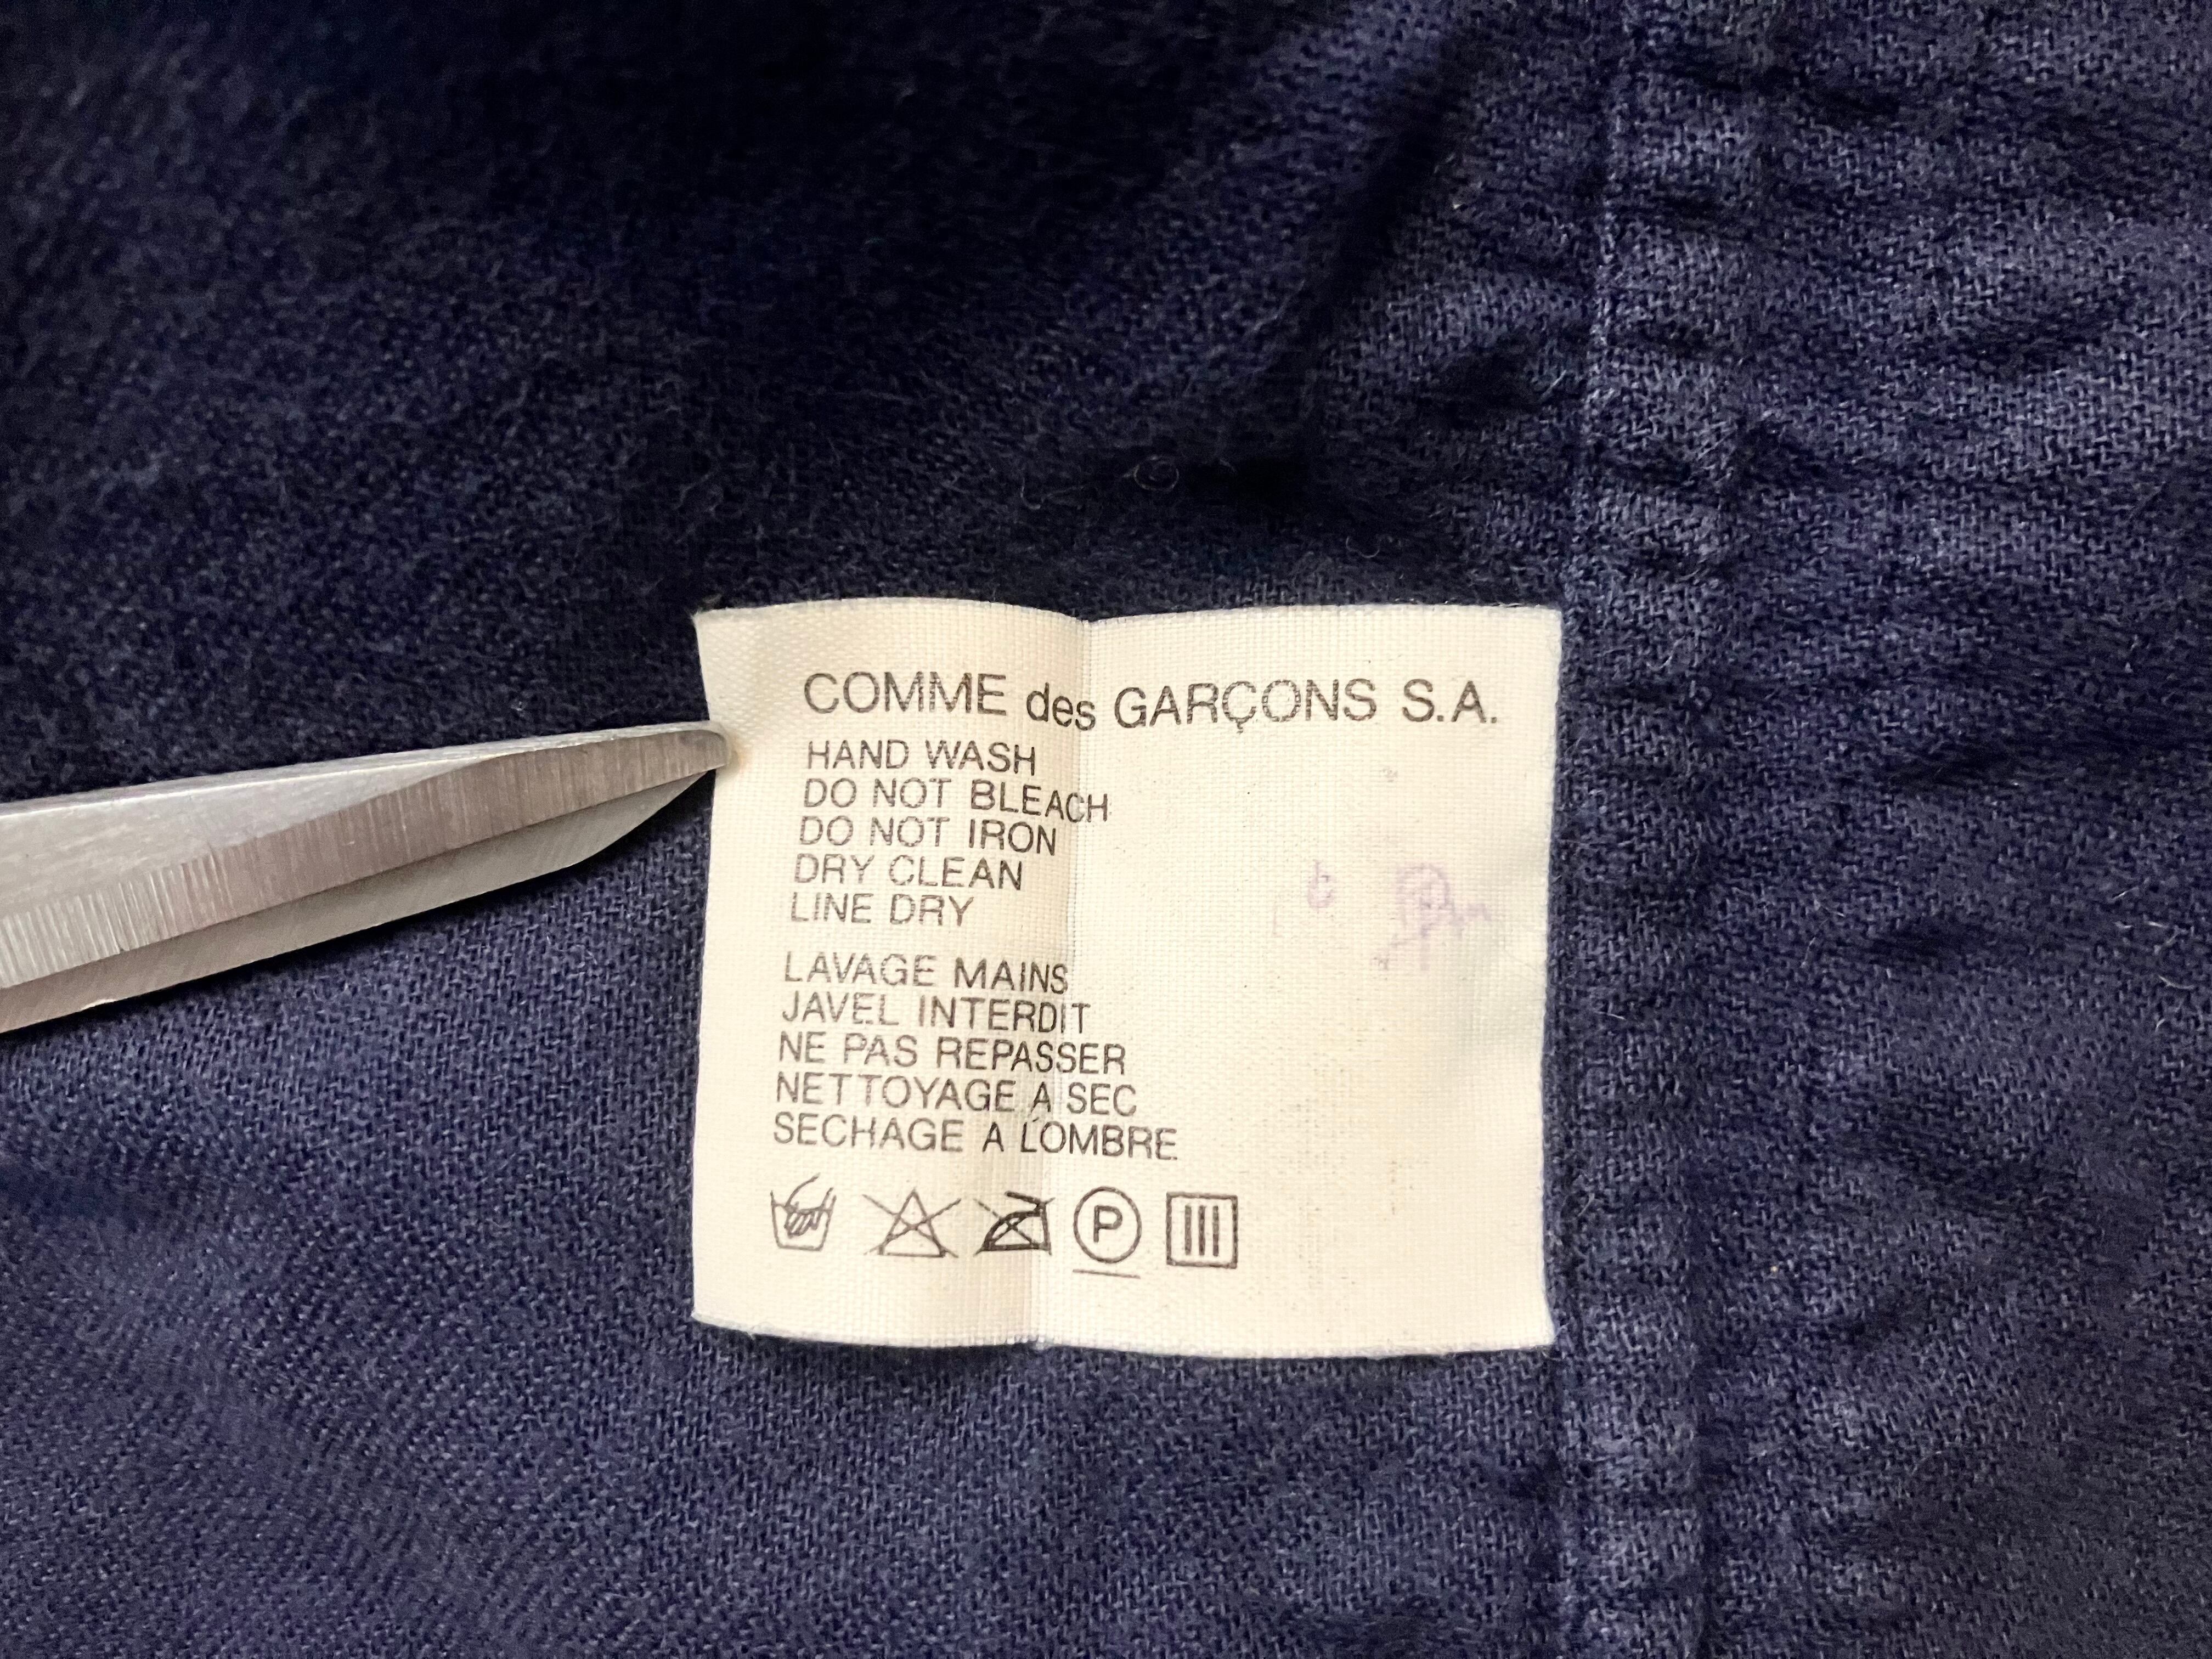 COMME des GARÇONS S.A.
HAND WASH
DO NOT BLEACH
DO NOT IRON
DRY CLEAN
LINE DRY
LAVAGE MAINS
JAVEL INTERDIT
NE PAS REPASSER
NETTOYAGE A SEC
SECHAGE A L'OMBRE
P